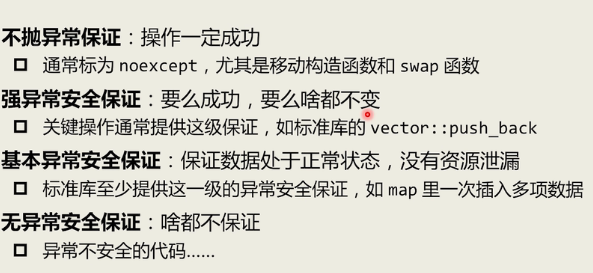 不抛异常保证：操作一定成功
通常标为 noexcept，尤其是移动构造函数和 swap 函数
强异常安全保证：要么成功，要么啥都不变
关键操作通常提供这级保证，如标准库的 vector::push_back
基本异常安全保证：保证数据处于正常状态，没有资源泄漏
标准库至少提供这一级的异常安全保证，如 map 里一次插入多项数据
无异常安全保证：啥都不保证
异常不安全的代码……